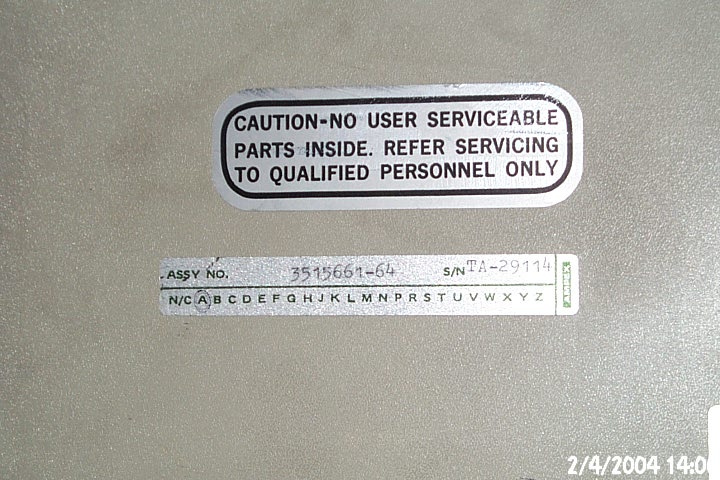 CAUTION-NO USER SERVICEABLE
PARTS INSIDE. REFER SERVICING
TO QUALIFIED PERSONNEL ONLY
ASSY NO. 3515661-64 S/N TA-29114
N/C A B C D E F G H J K L M N P R S T U V W X Y Z
AMPEX
2/4/2004 14:0